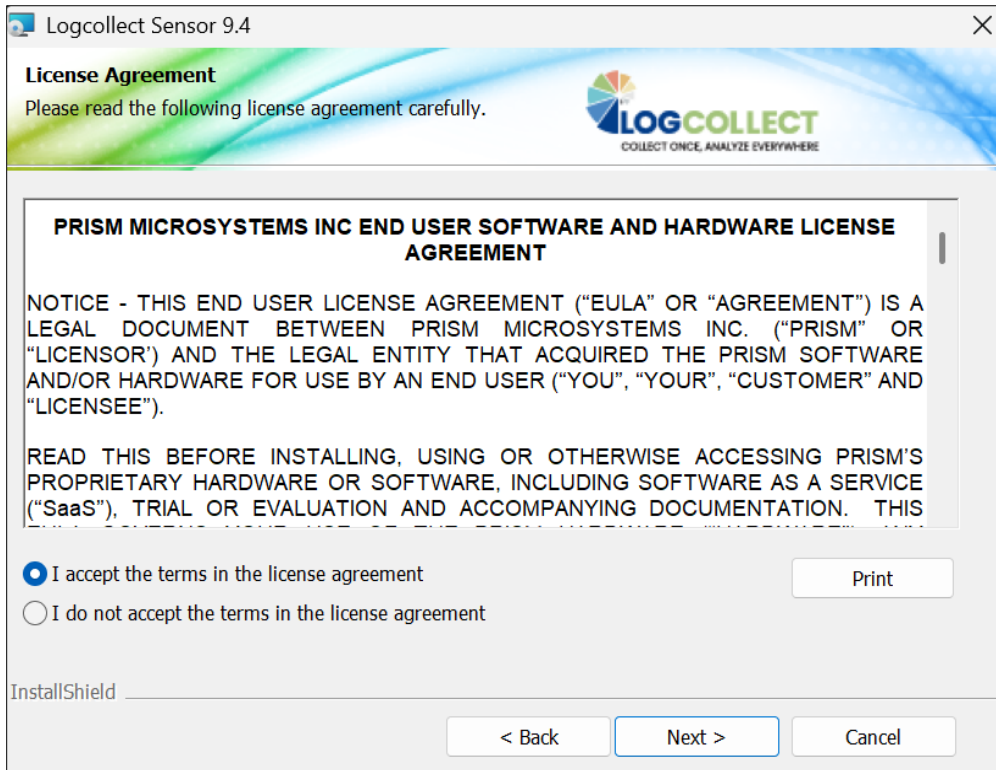 Logcollect Sensor 9.4
License Agreement
Please read the following license agreement carefully.
LOGCOLLECT
COLLECT ONCE, ANALYZE EVERYWHERE
PRISM MICROSYSTEMS INC END USER SOFTWARE AND HARDWARE LICENSE
AGREEMENT
NOTICE - THIS END USER LICENSE AGREEMENT (“EULA” OR “AGREEMENT”) IS A
LEGAL DOCUMENT BETWEEN PRISM MICROSYSTEMS INC. (“PRISM” OR
“LICENSOR’) AND THE LEGAL ENTITY THAT ACQUIRED THE PRISM SOFTWARE
AND/OR HARDWARE FOR USE BY AN END USER (“YOU”, “YOUR”, “CUSTOMER” AND
“LICENSEE”).
READ THIS BEFORE INSTALLING, USING OR OTHERWISE ACCESSING PRISM’S
PROPRIETARY HARDWARE OR SOFTWARE, INCLUDING SOFTWARE AS A SERVICE
(“SaaS”), TRIAL OR EVALUATION AND ACCOMPANYING DOCUMENTATION. THIS
I accept the terms in the license agreement
Print
I do not accept the terms in the license agreement
InstallShield
< Back
Next >
Cancel